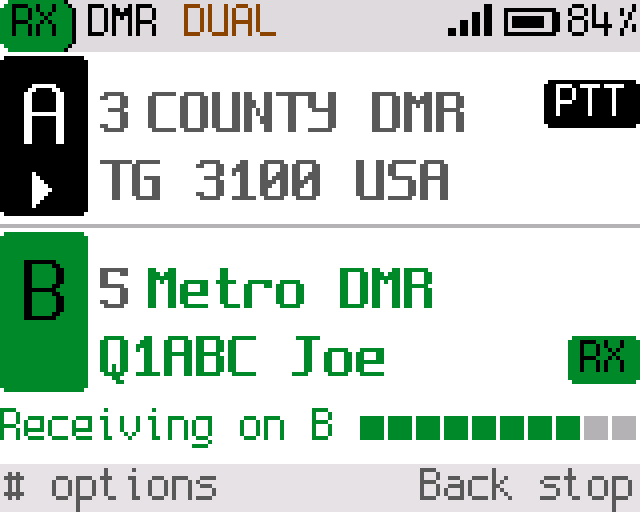 RX DMR DUAL 84%
A 3 COUNTY DMR PTT
TG 3100 USA
B 5 Metro DMR
Q1ABC Joe RX
Receiving on B
# options Back stop